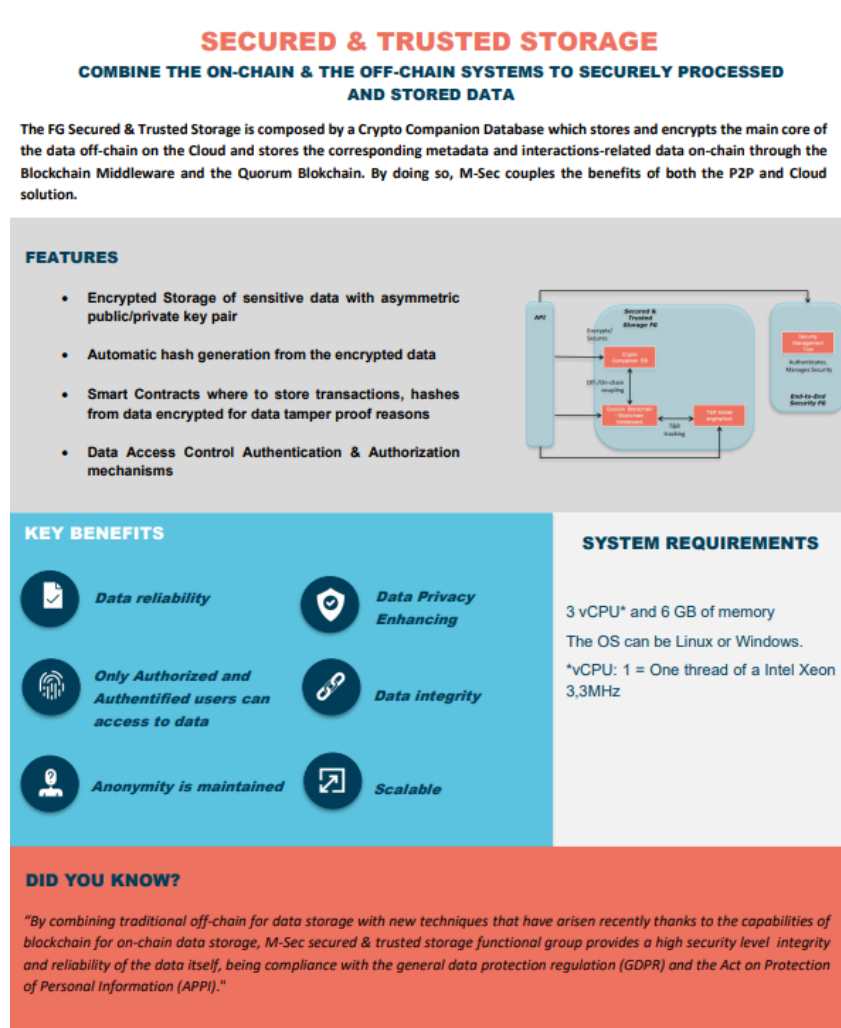 SECURED & TRUSTED STORAGE
COMBINE THE ON-CHAIN & THE OFF-CHAIN SYSTEMS TO SECURELY PROCESSED
AND STORED DATA
The FG Secured & Trusted Storage is composed by a Crypto Companion Database which stores and encrypts the main core of
the data off-chain on the Cloud and stores the corresponding metadata and interactions-related data on-chain through the
Blockchain Middleware and the Quorum Blokchain. By doing so, M-Sec couples the benefits of both the P2P and Cloud
solution.
FEATURES
• Encrypted Storage of sensitive data with asymmetric
public/private key pair
• Automatic hash generation from the encrypted data
• Smart Contracts where to store transactions, hashes
from data encrypted for data tamper proof reasons
• Data Access Control Authentication & Authorization
mechanisms
API
Secured &
Trusted
Storage FG
Encrypts/
Secures
Crypto
Companion DB
Off-/On-chain
coupling
Quorum Blockchain
/ Blockchain
middleware
T&R
tracking
T&R Model
engine/tool
Security
Management
Tool
Authenticates,
Manages Security
End-to-End
Security FG
KEY BENEFITS
Data reliability
Data Privacy
Enhancing
Only Authorized and
Authentified users can
access to data
Data integrity
Anonymity is maintained
Scalable
SYSTEM REQUIREMENTS
3 vCPU* and 6 GB of memory
The OS can be Linux or Windows.
*vCPU: 1 = One thread of a Intel Xeon
3,3MHz
DID YOU KNOW?
“By combining traditional off-chain for data storage with new techniques that have arisen recently thanks to the capabilities of
blockchain for on-chain data storage, M-Sec secured & trusted storage functional group provides a high security level integrity
and reliability of the data itself, being compliance with the general data protection regulation (GDPR) and the Act on Protection
of Personal Information (APPI)."